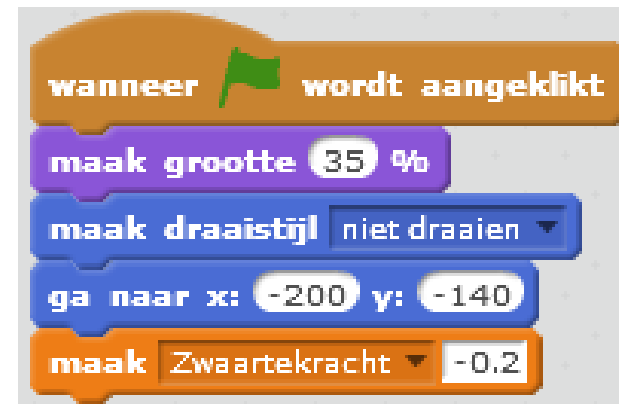 wanneer wordt aangeklikt
maak grootte 35 %
maak draaistijl niet draaien
ga naar x: -200 y: -140
maak Zwaartekracht -0.2